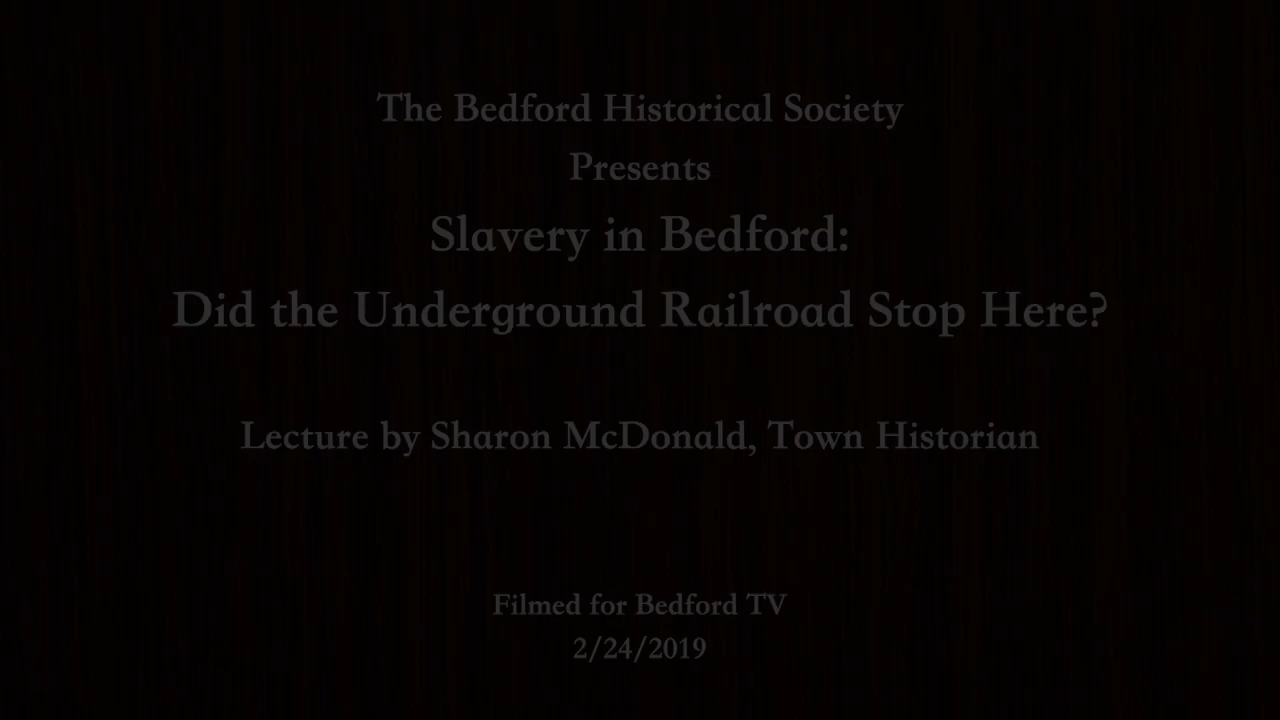 The Bedford Historical Society
Presents
Slavery in Bedford:
Did the Underground Railroad Stop Here?
Lecture by Sharon McDonald, Town Historian
Filmed for Bedford TV
2/24/2019